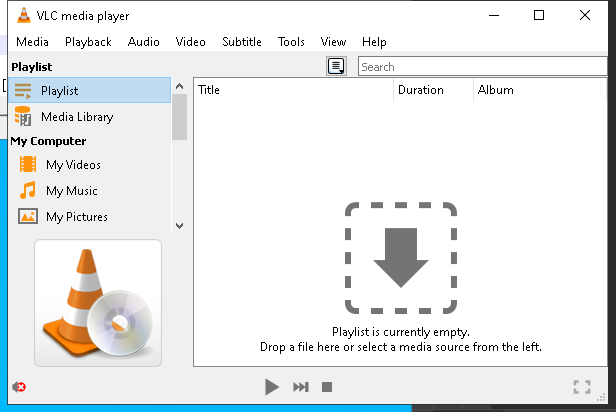 VLC media player
Media Playback Audio Video Subtitle Tools View Help
Playlist
Search
Playlist
Media Library
My Computer
My Videos
My Music
My Pictures
Title Duration Album
Playlist is currently empty.
Drop a file here or select a media source from the left.